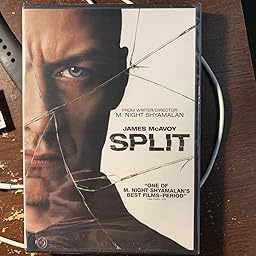 FROM WRITER/DIRECTOR
M. NIGHT SHYAMALAN
JAMES McAVOY
SPLIT
"ONE OF
M. NIGHT SHYAMALAN'S
BEST FILMS–PERIOD"